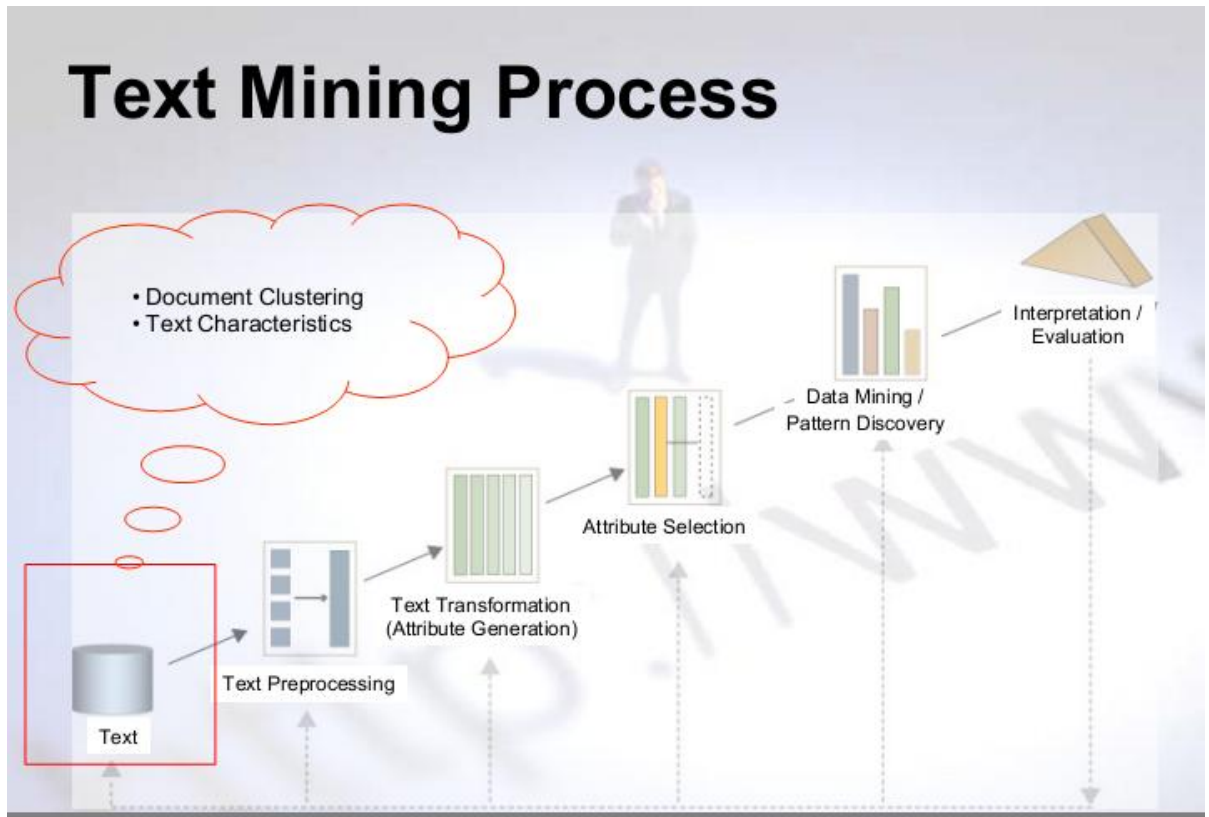 Text Mining Process
• Document Clustering
• Text Characteristics
Interpretation /
Evaluation
Data Mining /
Pattern Discovery
Attribute Selection
Text Transformation
(Attribute Generation)
Text Preprocessing
Text